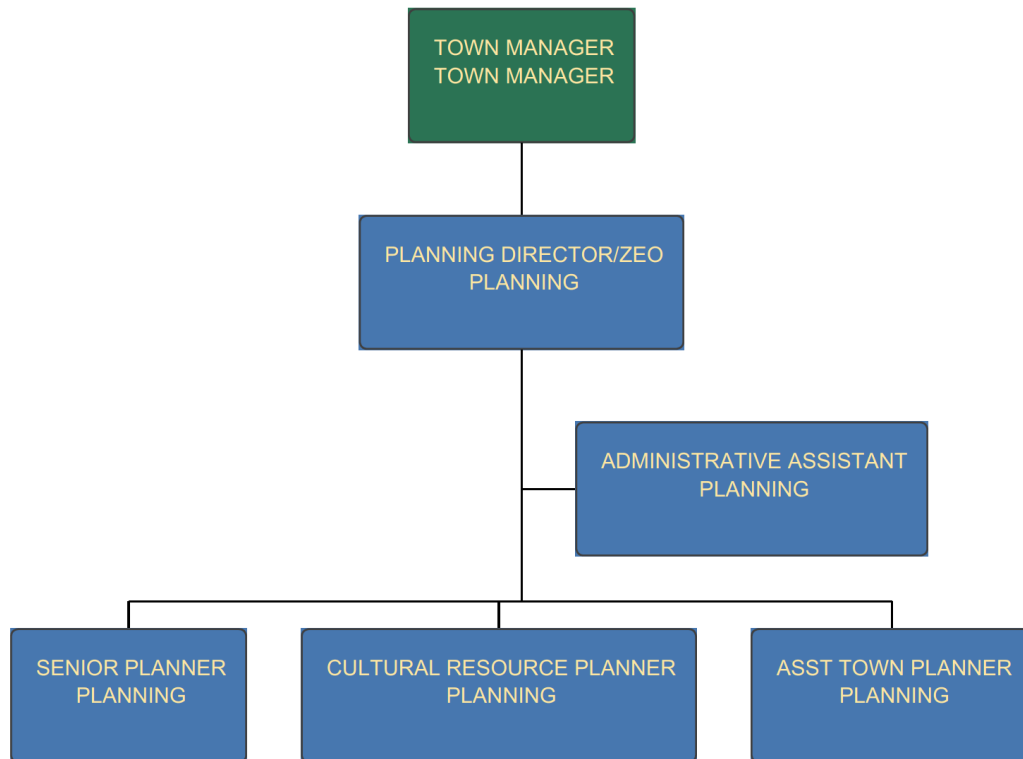 TOWN MANAGER
TOWN MANAGER
PLANNING DIRECTOR/ZEO
PLANNING
ADMINISTRATIVE ASSISTANT
PLANNING
SENIOR PLANNER
PLANNING
CULTURAL RESOURCE PLANNER
PLANNING
ASST TOWN PLANNER
PLANNING